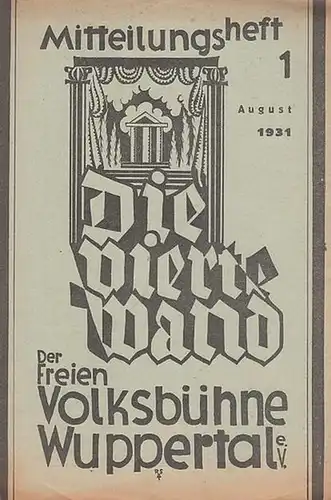 Mitteilungsheft
1
August
1931
Die
vierte
Wand
Der
Freien
Volksbühne
Wuppertal e.V.